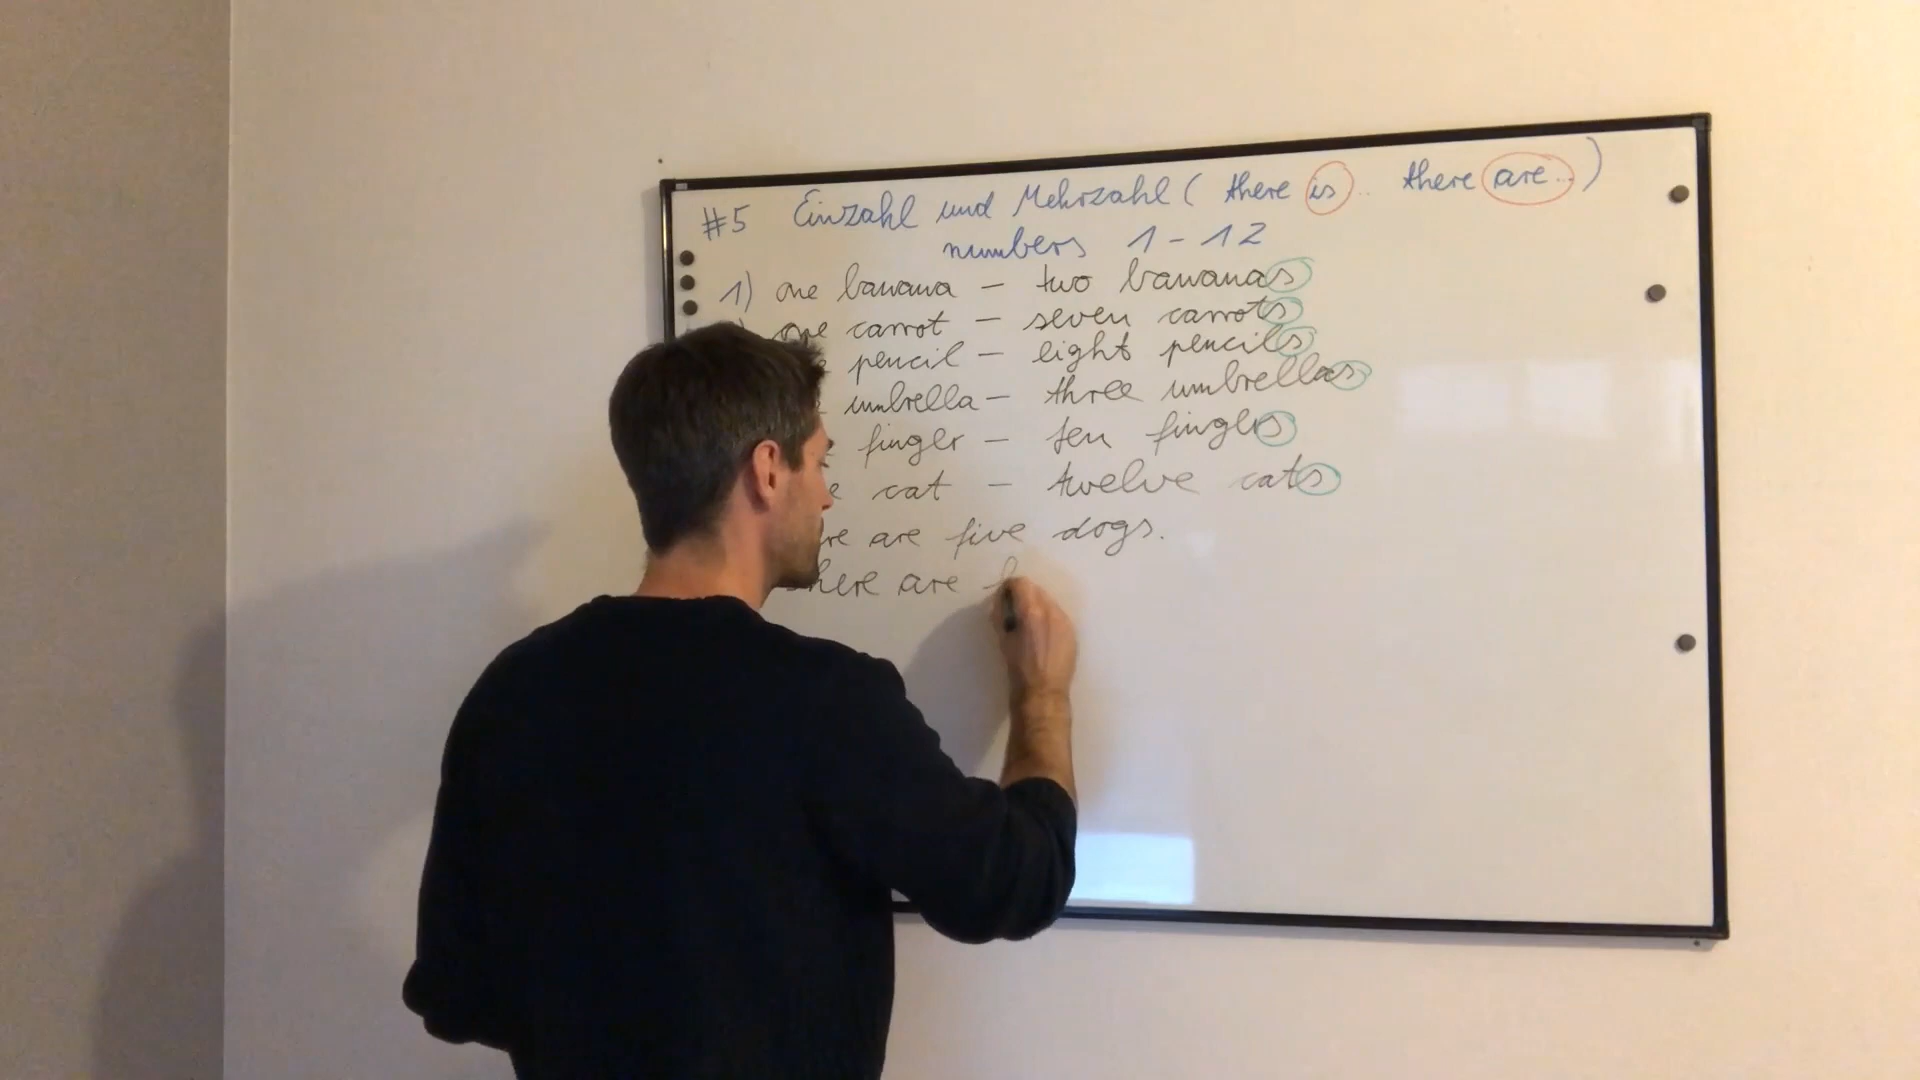 #5 Einzahl und Mehrzahl ( there is .. there are... )
numbers 1 - 12
1) one banana – two bananas
one carrot – seven carrots
pencil – eight pencils
umbrella – three umbrellas
finger – ten fingers
cat – twelve cats
are five dogs.
there are